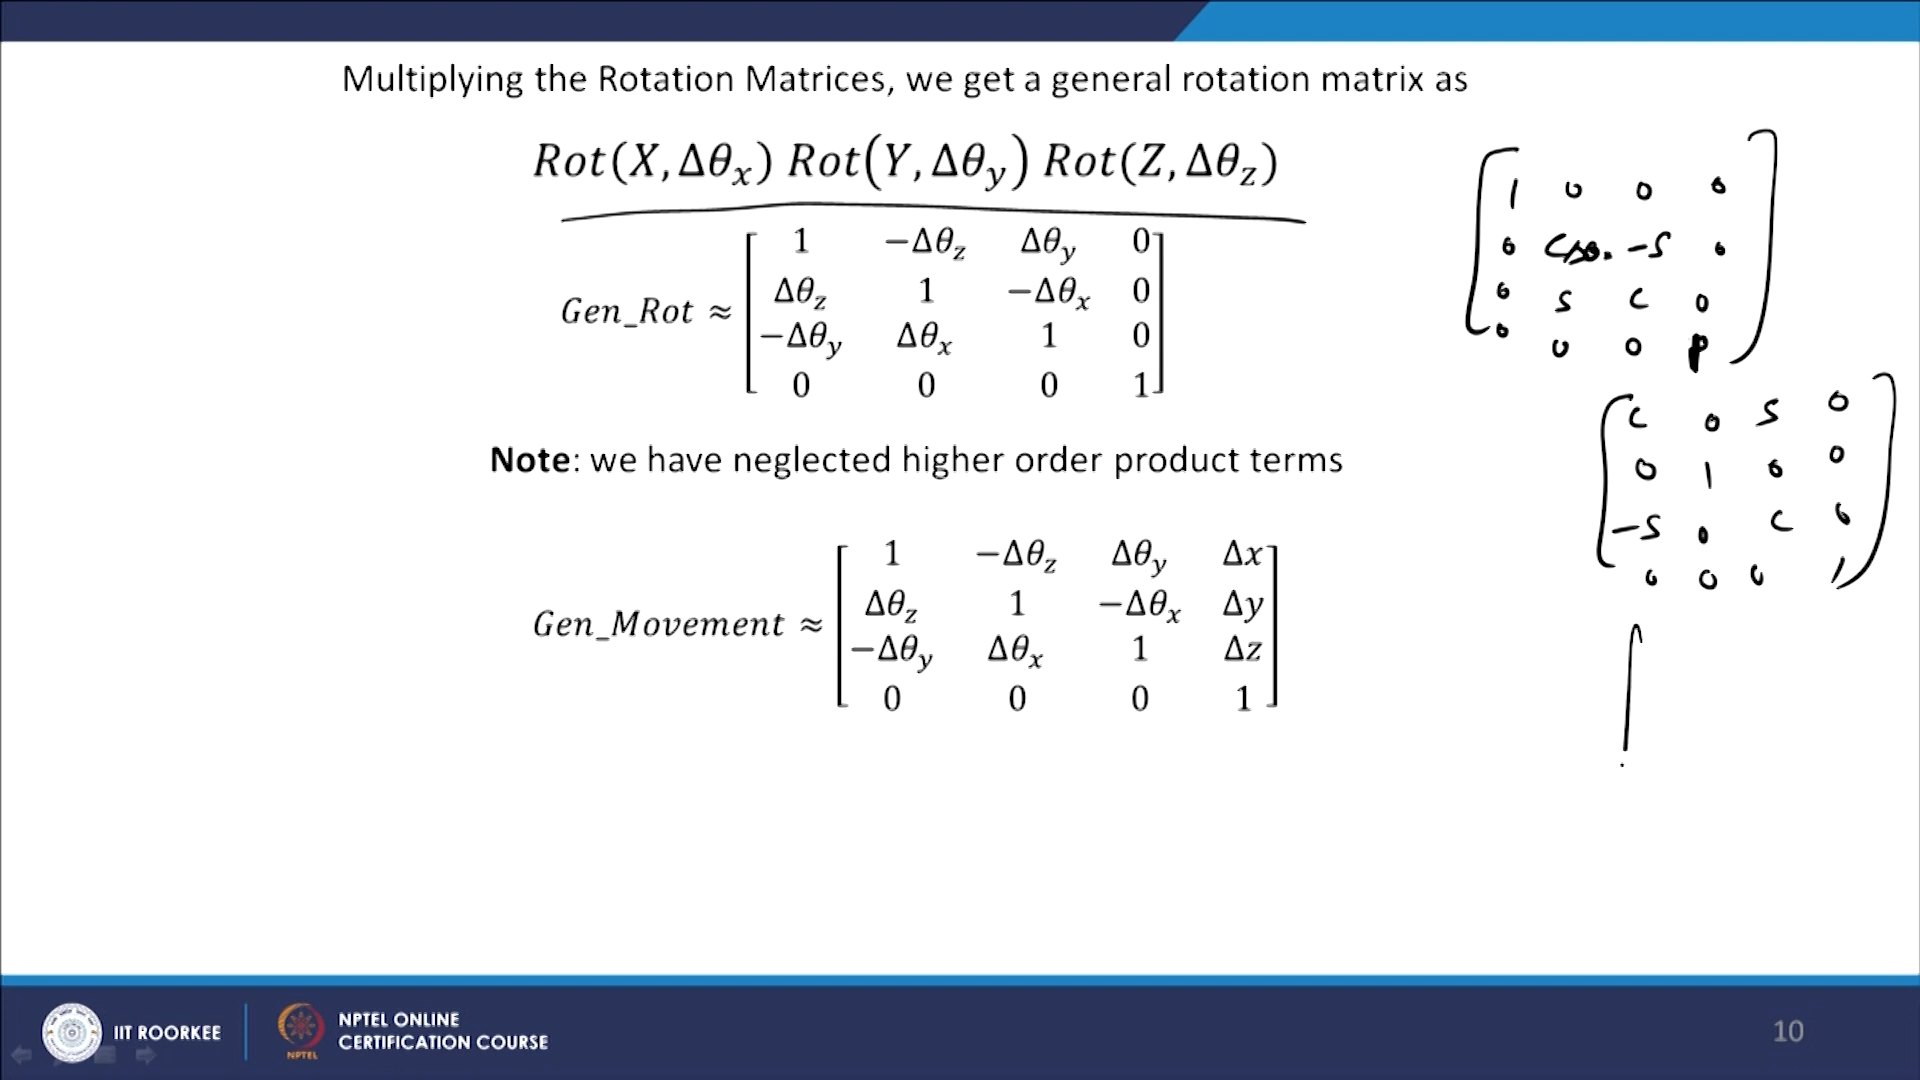 Multiplying the Rotation Matrices, we get a general rotation matrix as
Rot(X,Δθx) Rot(Y,Δθy) Rot(Z,Δθz)
Gen_Rot ≈
1 −Δθz Δθy 0
Δθz 1 −Δθx 0
−Δθy Δθx 1 0
0 0 0 1
Note: we have neglected higher order product terms
Gen_Movement ≈
1 −Δθz Δθy Δx
Δθz 1 −Δθx Δy
−Δθy Δθx 1 Δz
0 0 0 1
1 0 0 0
0 -S 0
0 S C 0
0 0 0
C 0 S 0
0 1 0 0
-S 0 C 0
0 0 0 1
IIT ROORKEE
NPTEL
NPTEL ONLINE
CERTIFICATION COURSE
10